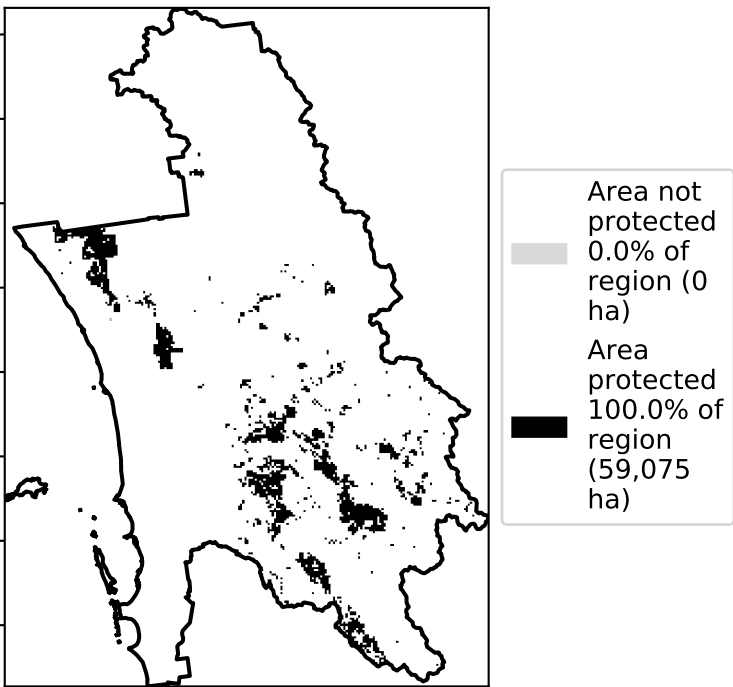 Area not
protected
0.0% of
region (0
ha)
Area
protected
100.0% of
region
(59,075
ha)